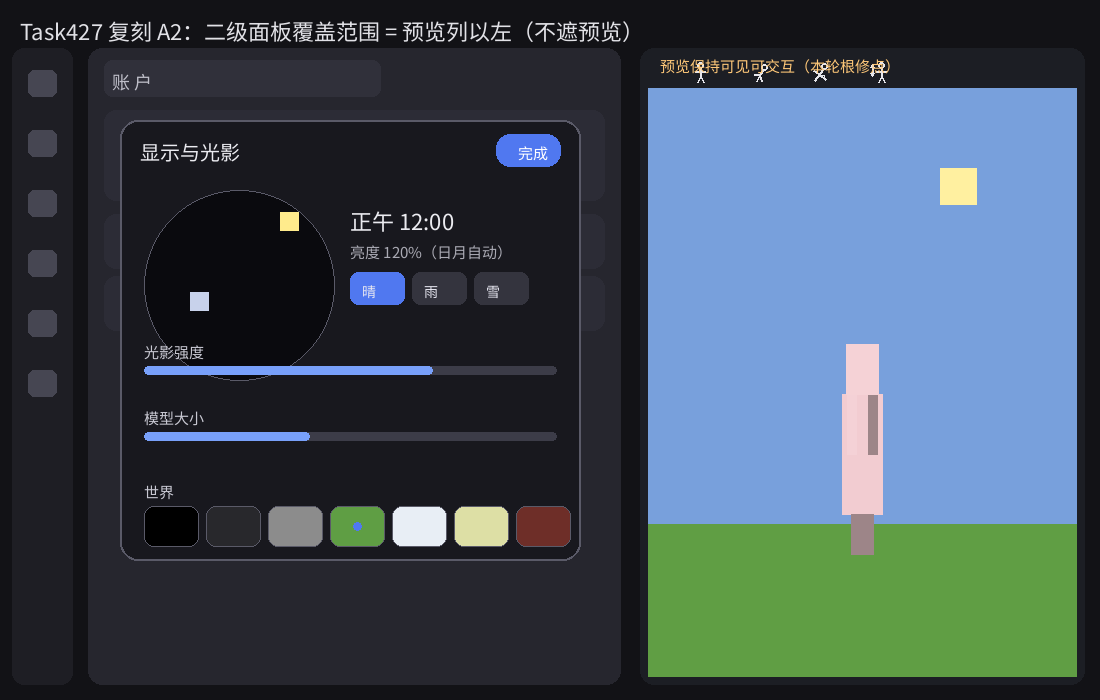 Task427 复刻 A2：二级面板覆盖范围 = 预览列以左（不遮预览）
账 户
显示与光影
完成
正午 12:00
亮度 120%（日月自动）
晴
雨
雪
光影强度
模型大小
世界
预览保持可见可交互（本轮根修点）